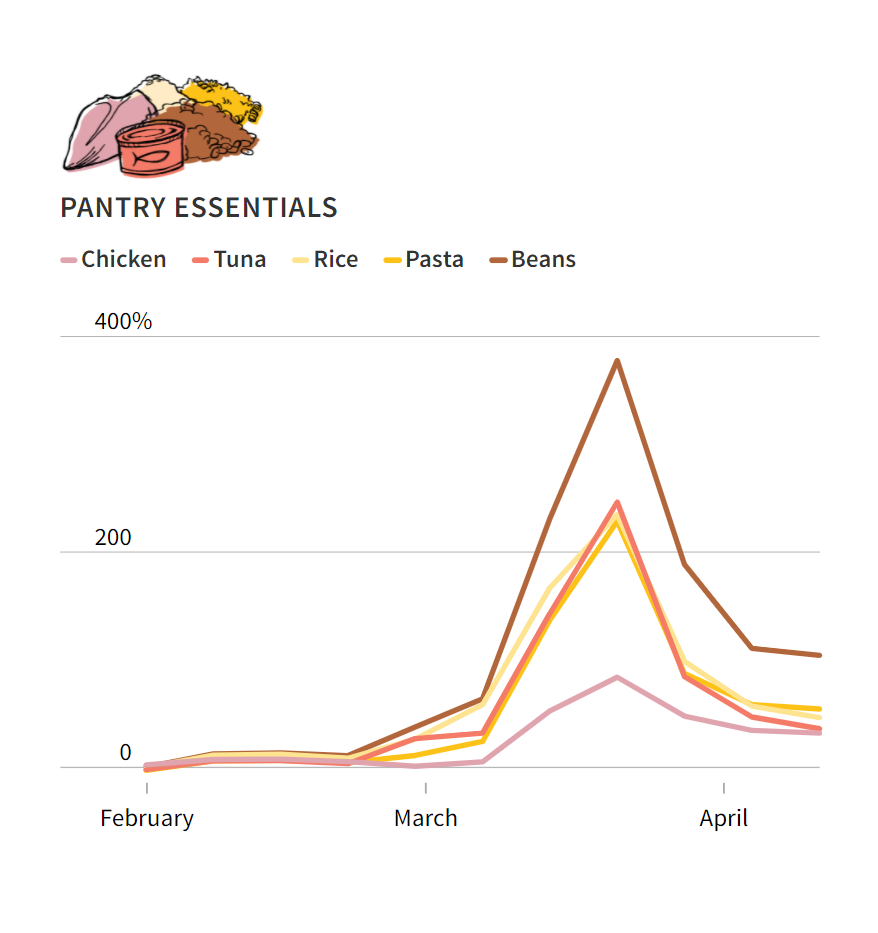 PANTRY ESSENTIALS
Chicken Tuna Rice Pasta Beans
400%
200
0
February March April